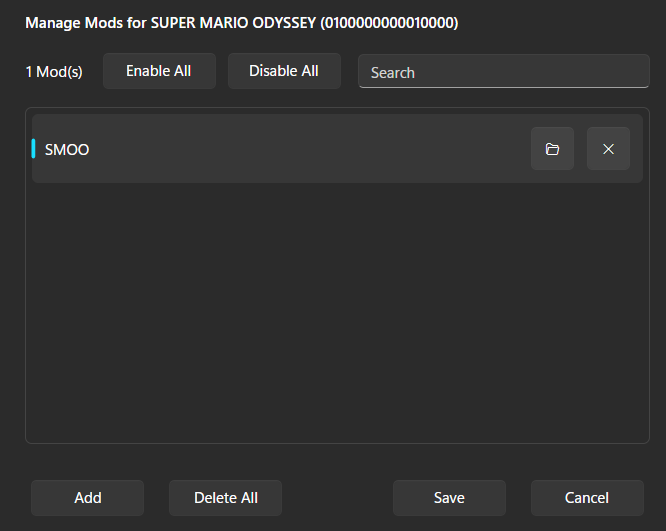 Manage Mods for SUPER MARIO ODYSSEY (0100000000010000)
1 Mod(s) Enable All Disable All Search
SMOO
Add Delete All Save Cancel